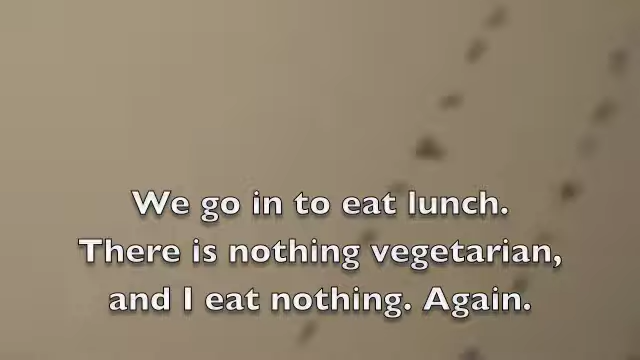 We go in to eat lunch.
There is nothing vegetarian,
and I eat nothing. Again.